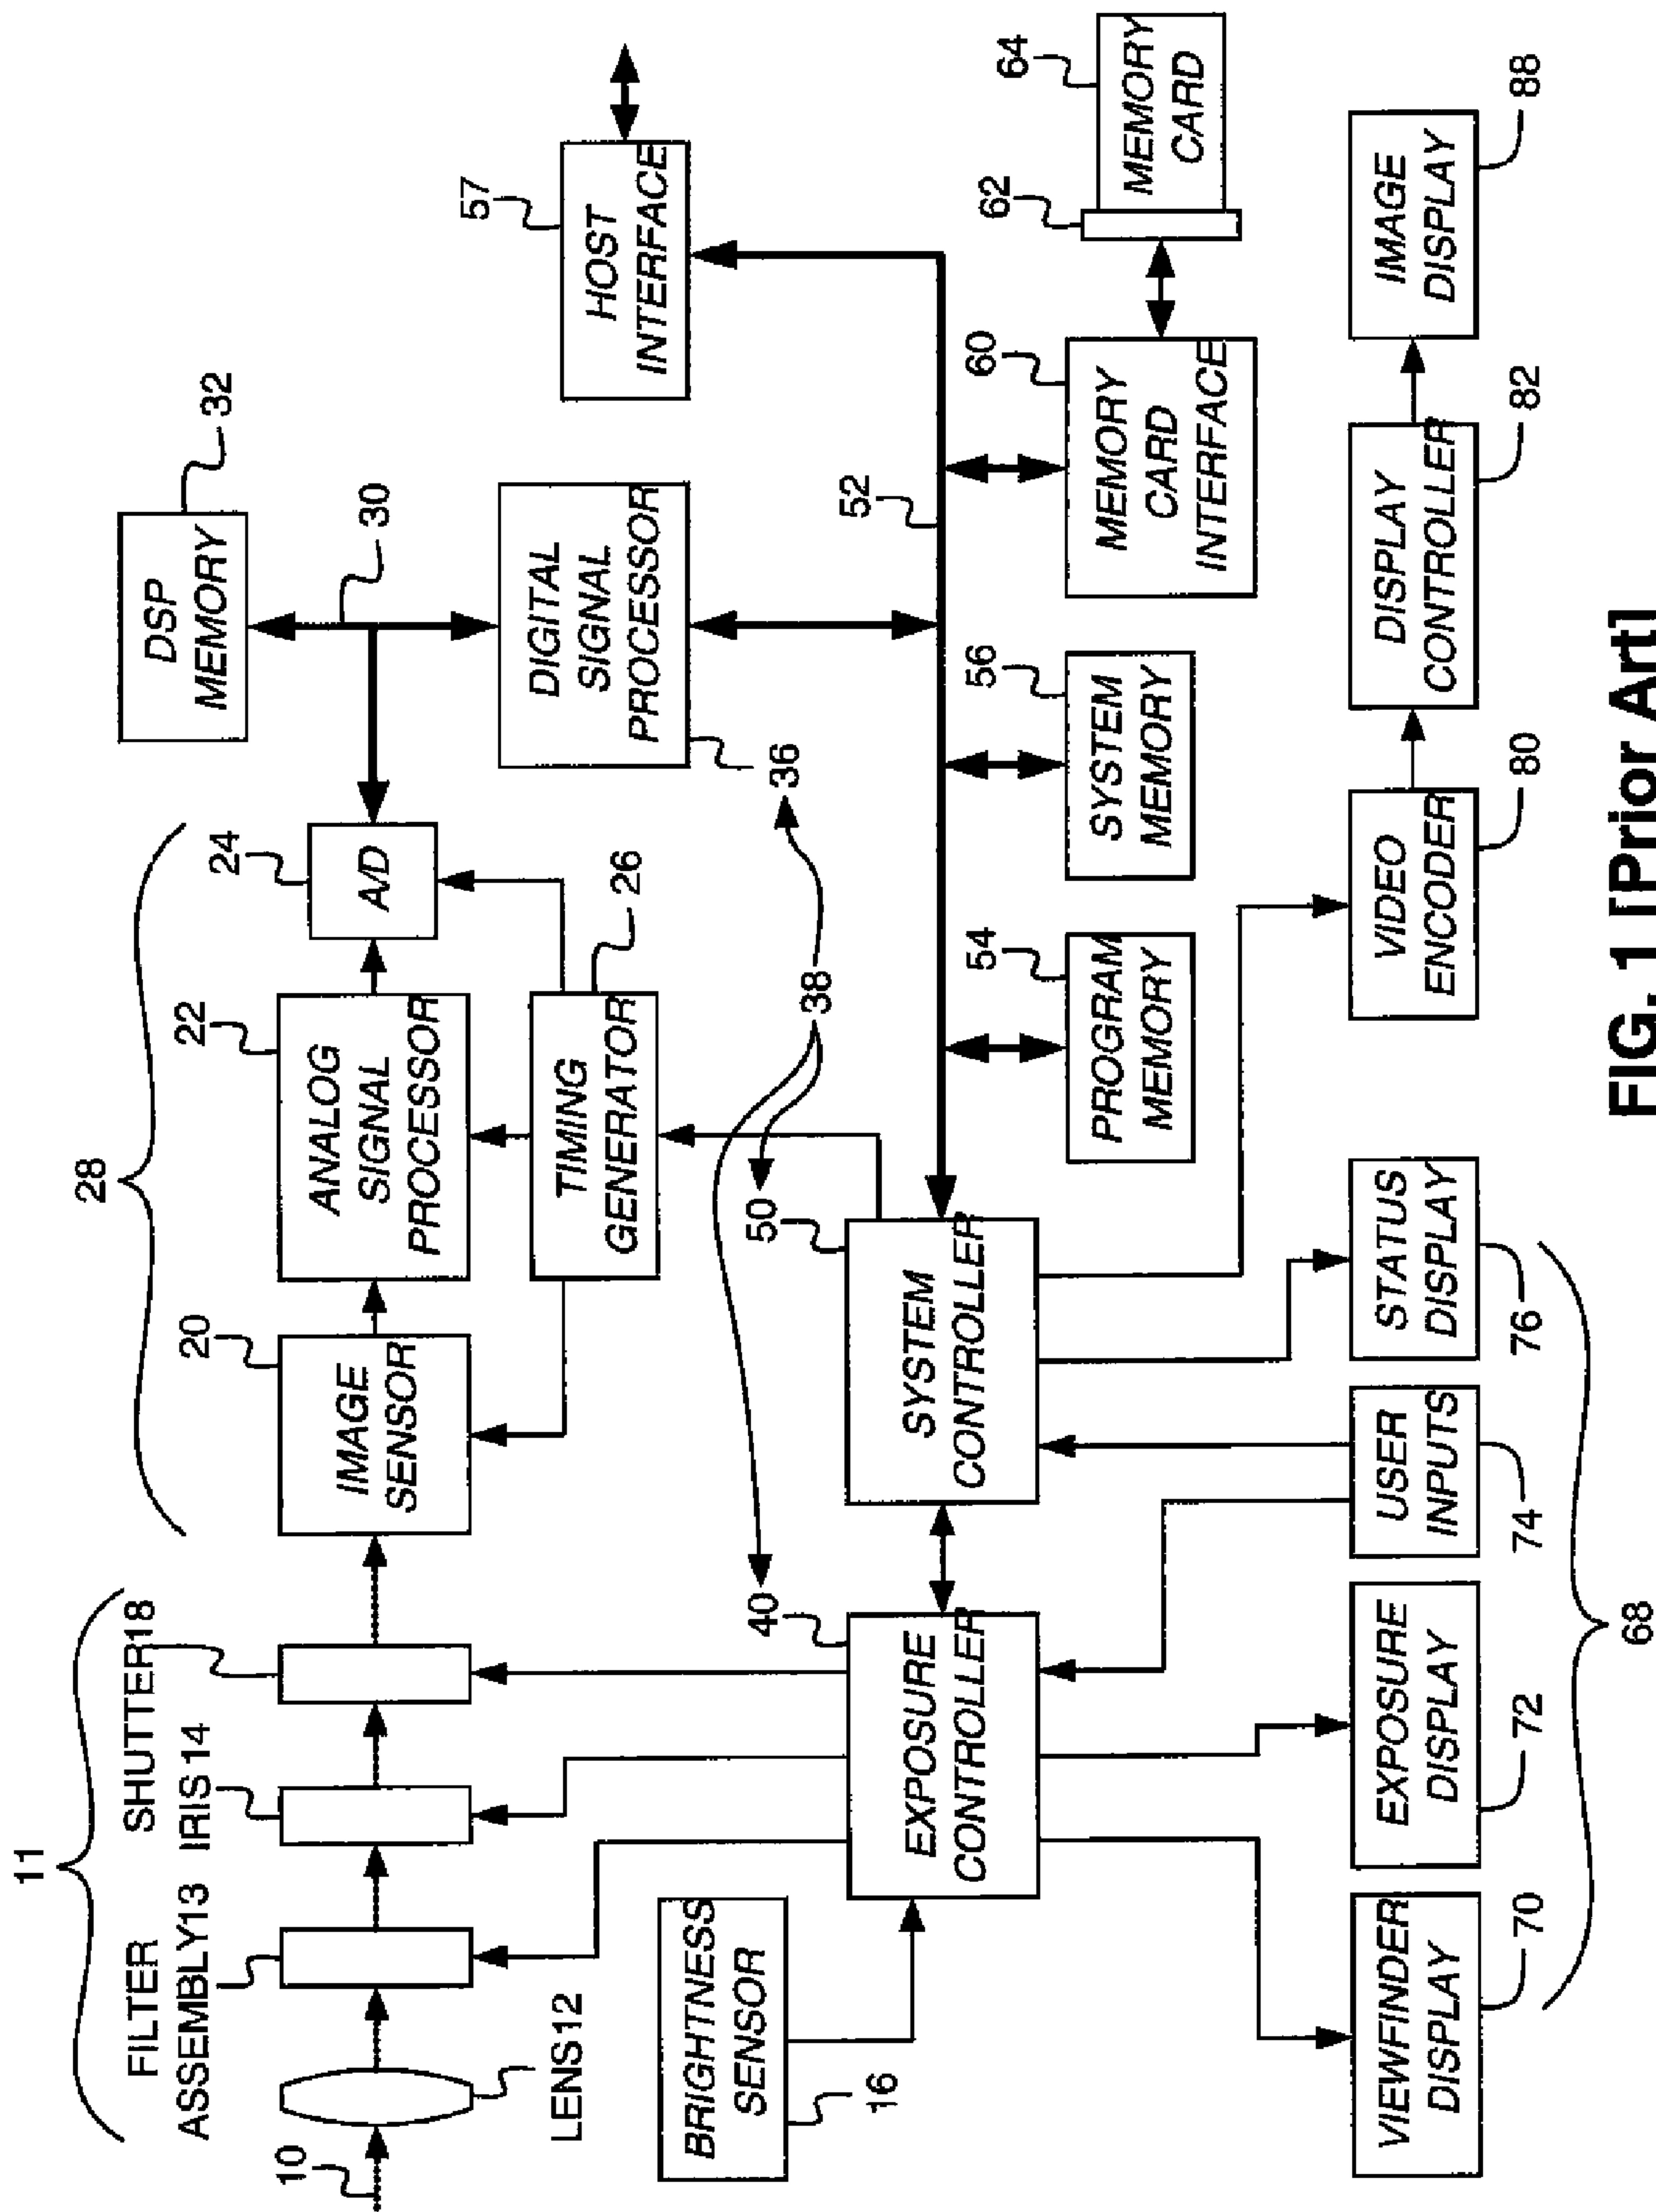 11
FILTER
ASSEMBLY13
IRIS14
SHUTTER18
10
LENS12
28
20
IMAGE
SENSOR
22
ANALOG
SIGNAL
PROCESSOR
24
A/D
TIMING
GENERATOR
26
DSP
MEMORY
32
30
DIGITAL
SIGNAL
PROCESSOR
36
38
57
HOST
INTERFACE
BRIGHTNESS
SENSOR
16
40
EXPOSURE
CONTROLLER
50
SYSTEM
CONTROLLER
52
54
PROGRAM
MEMORY
56
SYSTEM
MEMORY
60
MEMORY
CARD
INTERFACE
62
64
MEMORY
CARD
VIEWFINDER
DISPLAY
70
EXPOSURE
DISPLAY
72
USER
INPUTS
74
STATUS
DISPLAY
76
68
VIDEO
ENCODER
80
DISPLAY
CONTROLLER
82
IMAGE
DISPLAY
88
FIG. 1 [Prior Art]